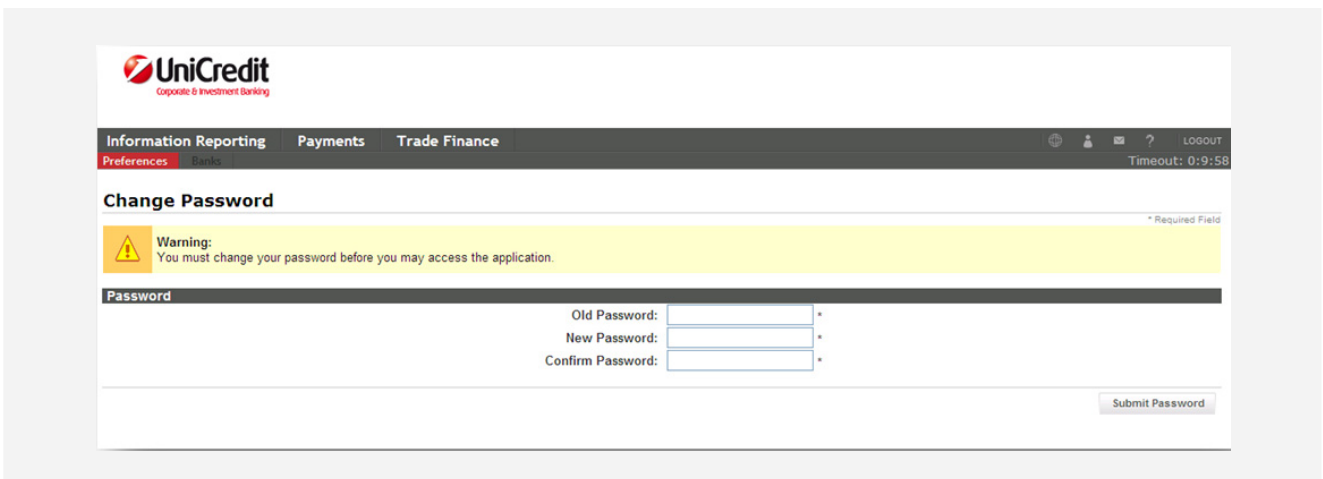 UniCredit
Corporate & Investment Banking
Information Reporting Payments Trade Finance ? LOGOUT
Preferences Banks Timeout: 0:9:58
Change Password
* Required Field
Warning:
You must change your password before you may access the application.
Password
Old Password: *
New Password: *
Confirm Password: *
Submit Password